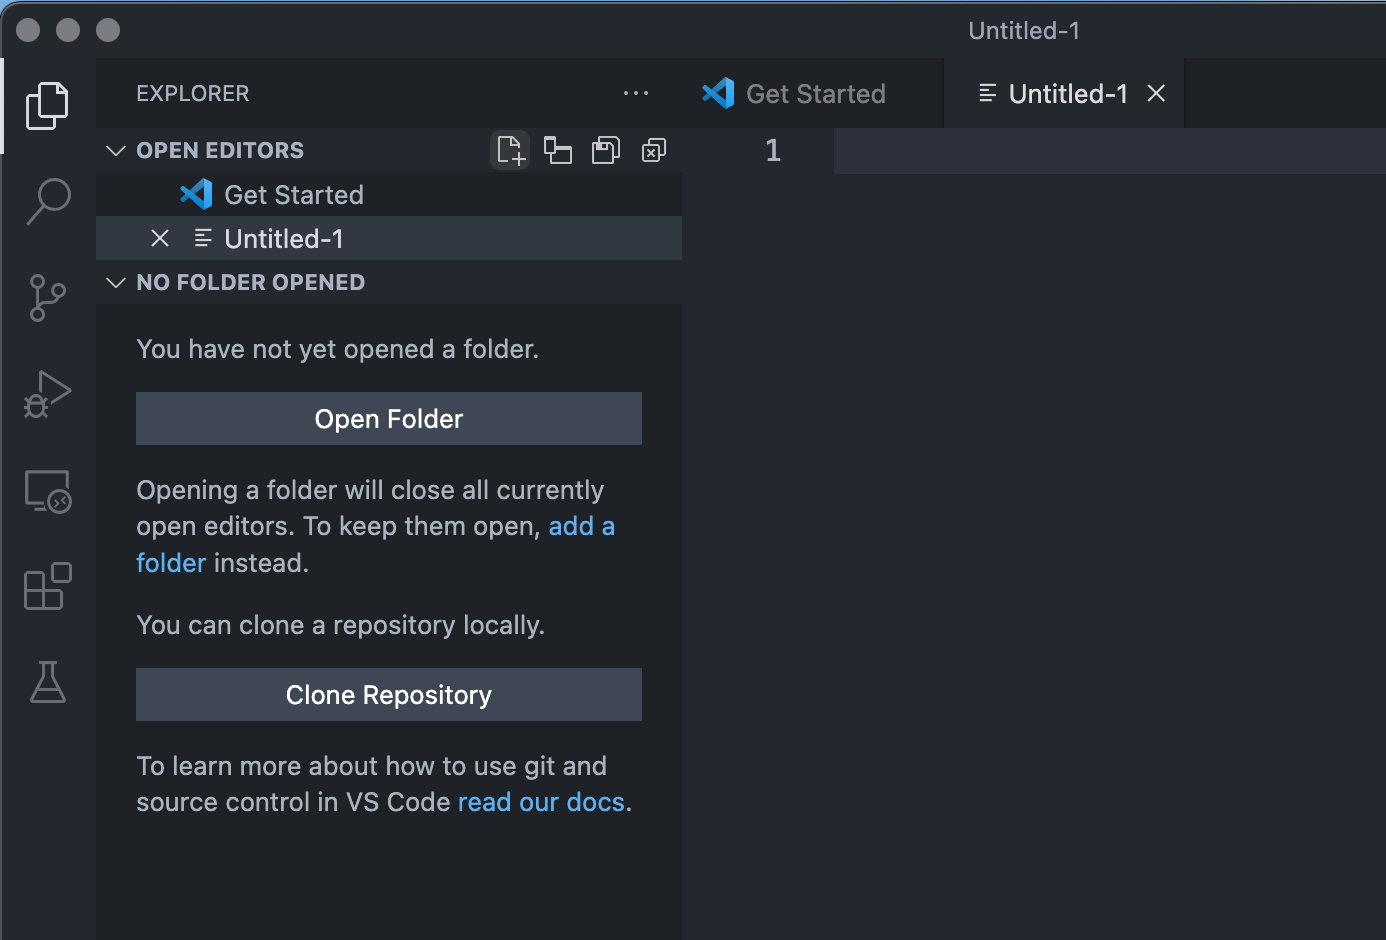 Untitled-1
EXPLORER
Get Started
Untitled-1
OPEN EDITORS
1
Get Started
Untitled-1
NO FOLDER OPENED
You have not yet opened a folder.
Open Folder
Opening a folder will close all currently
open editors. To keep them open, add a
folder instead.
You can clone a repository locally.
Clone Repository
To learn more about how to use git and
source control in VS Code read our docs.